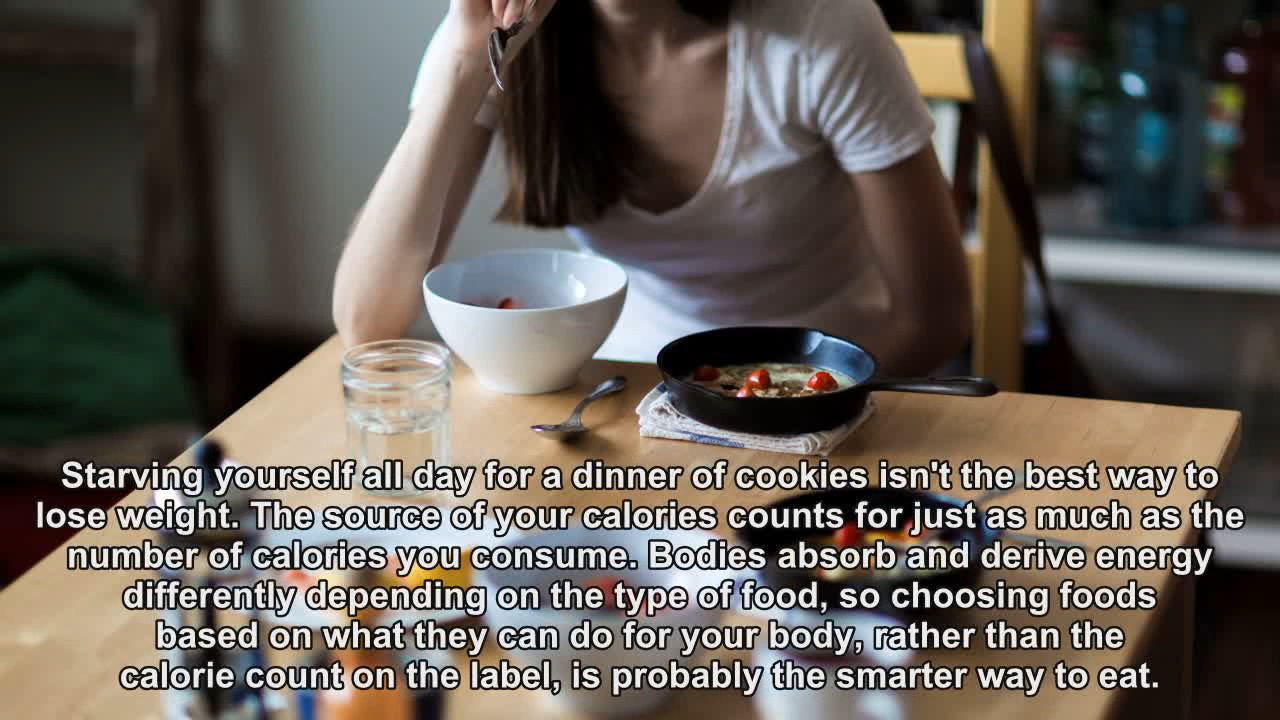 Starving yourself all day for a dinner of cookies isn't the best way to
lose weight. The source of your calories counts for just as much as the
number of calories you consume. Bodies absorb and derive energy
differently depending on the type of food, so choosing foods
based on what they can do for your body, rather than the
calorie count on the label, is probably the smarter way to eat.